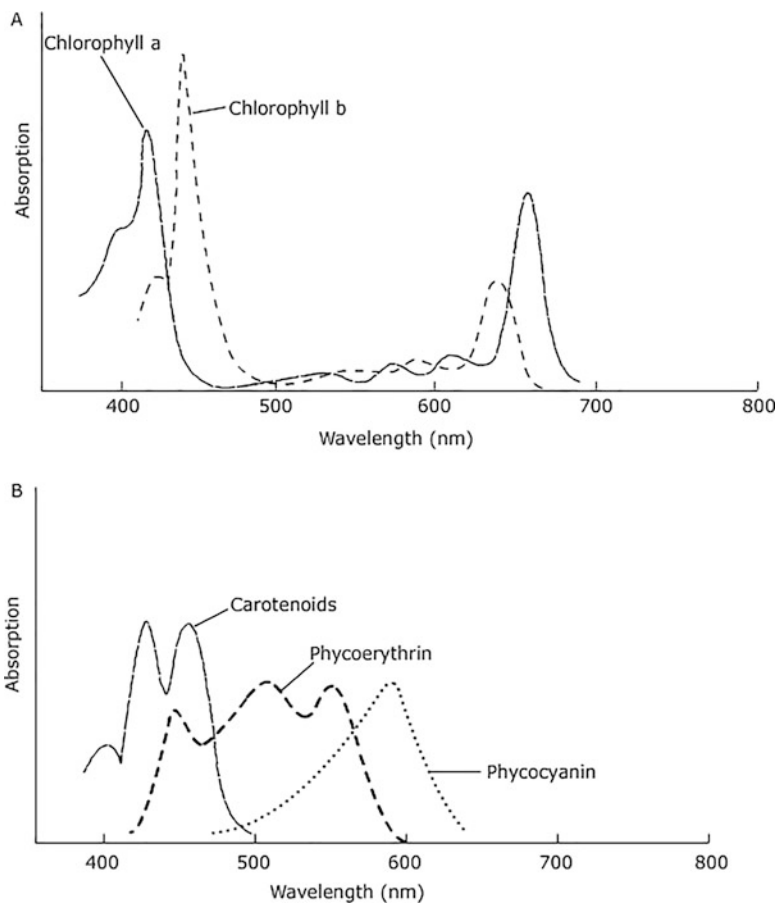 A
Chlorophyll a
Chlorophyll b
Absorption
400 500 600 700 800
Wavelength (nm)
B
Carotenoids
Phycoerythrin
Phycocyanin
Absorption
400 500 600 700 800
Wavelength (nm)